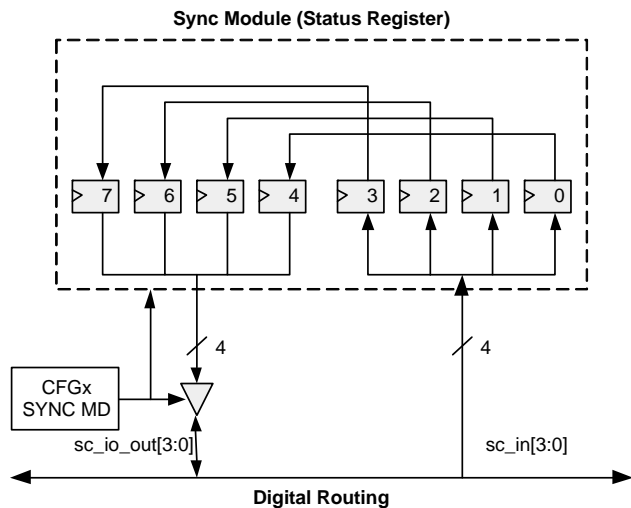 Sync Module (Status Register)
7 6 5 4 3 2 1 0
4 4
CFGx
SYNC MD
sc_io_out[3:0] sc_in[3:0]
Digital Routing